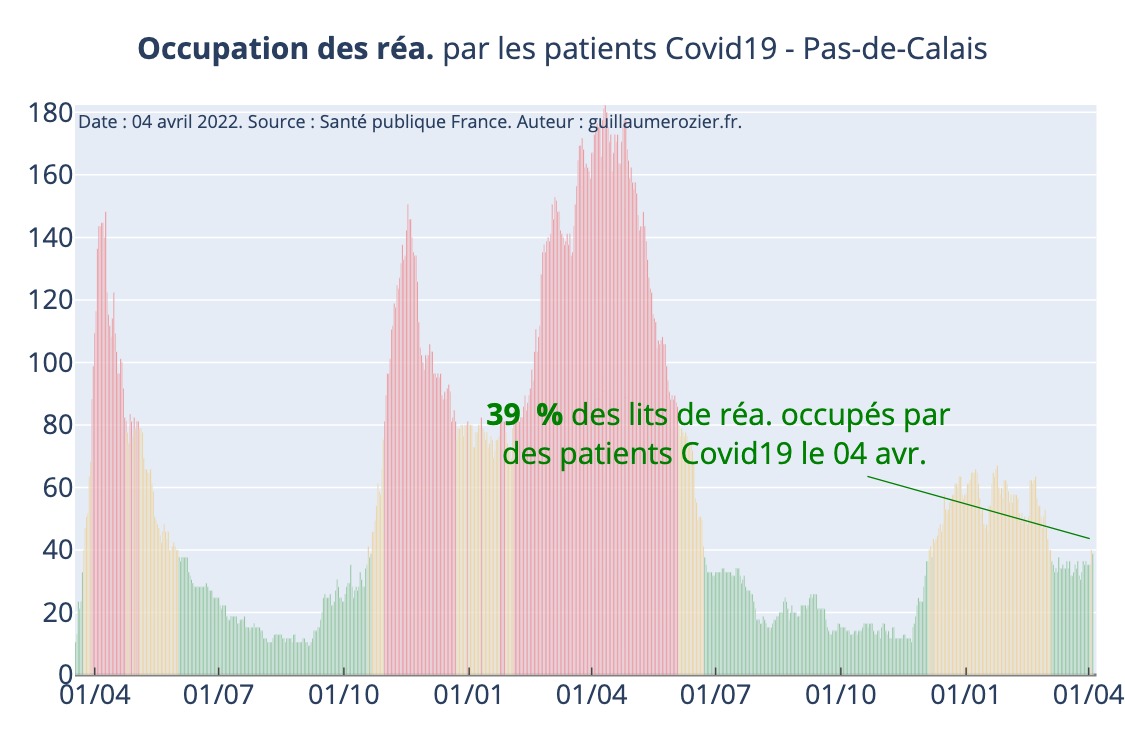 Occupation des réa. par les patients Covid19 - Pas-de-Calais
180
Date : 04 avril 2022. Source : Santé publique France. Auteur : guillaumerozier.fr.
160
140
120
100
80
39 % des lits de réa. occupés par
des patients Covid19 le 04 avr.
60
40
20
0
01/04 01/07 01/10 01/01 01/04 01/07 01/10 01/01 01/04